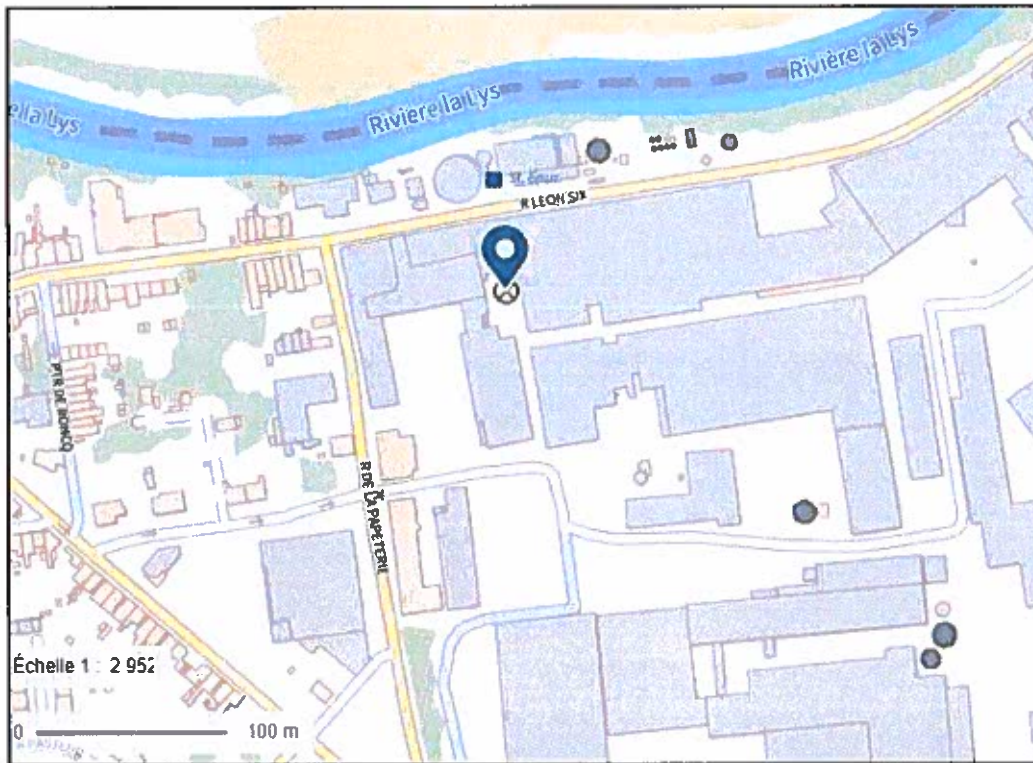 Rivière la Lys
Rivière la Lys
e la Lys
R LEON SIX
R DE LA PAPETERIE
Échelle 1 : 2 952
0 100 m